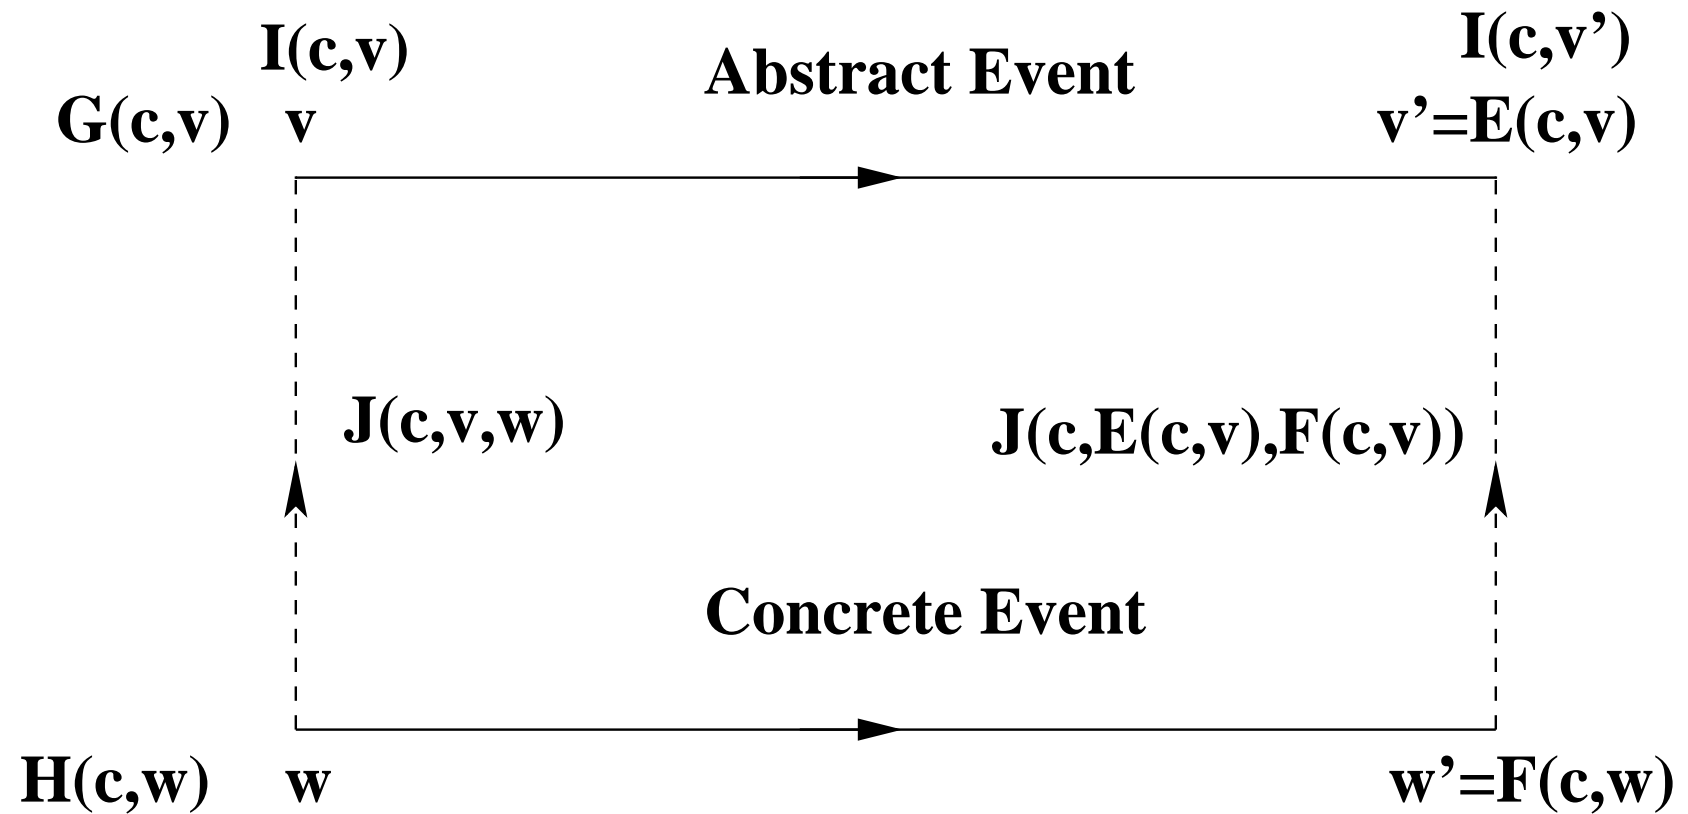 I(c,v)
Abstract Event
I(c,v’)
G(c,v) v
v’=E(c,v)
J(c,v,w)
J(c,E(c,v),F(c,v))
Concrete Event
H(c,w) w
w’=F(c,w)